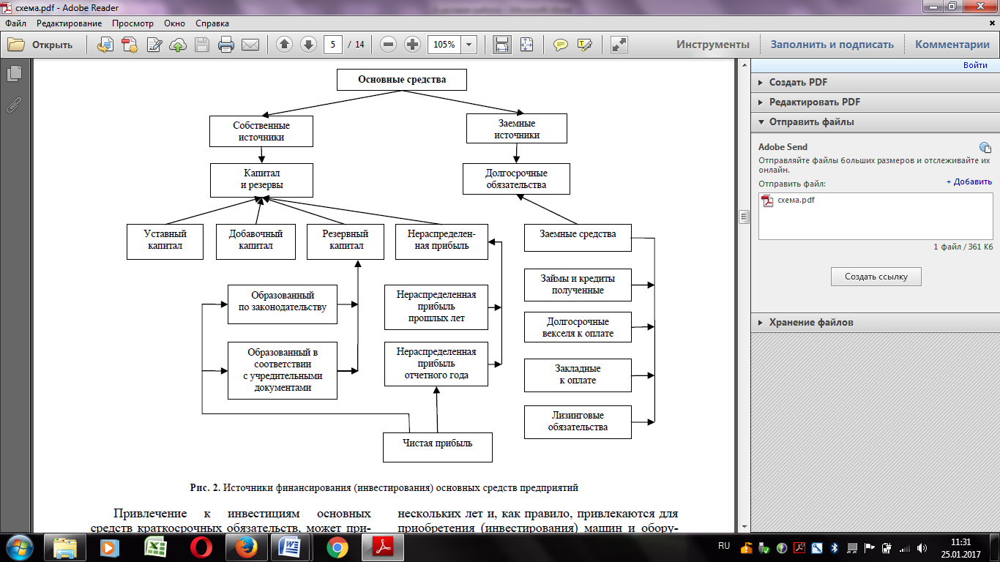 схема.pdf - Adobe Reader
Файл Редактирование Просмотр Окно Справка
Открыть 5 / 14 105% Инструменты Заполнить и подписать Комментарии
Войти
Создать PDF
Редактировать PDF
Отправить файлы
Adobe Send
Отправляйте файлы больших размеров и отслеживайте их
онлайн.
Отправить файл: + Добавить
схема.pdf
1 файл / 361 Кб
Создать ссылку
Хранение файлов
Основные средства
Собственные
источники
Заемные
источники
Капитал
и резервы
Долгосрочные
обязательства
Уставный
капитал
Добавочный
капитал
Резервный
капитал
Нераспределен-
ная прибыль
Заемные средства
Образованный
по законодательству
Нераспределенная
прибыль
прошлых лет
Займы и кредиты
полученные
Долгосрочные
векселя к оплате
Образованный в
соответствии
с учредительными
документами
Нераспределенная
прибыль
отчетного года
Закладные
к оплате
Лизинговые
обязательства
Чистая прибыль
Рис. 2. Источники финансирования (инвестирования) основных средств предприятий
Привлечение к инвестициям основных
средств краткосрочных обязательств, может при-
нескольких лет и, как правило, привлекаются для
приобретения (инвестирования) машин и обору-
RU
11:31
25.01.2017